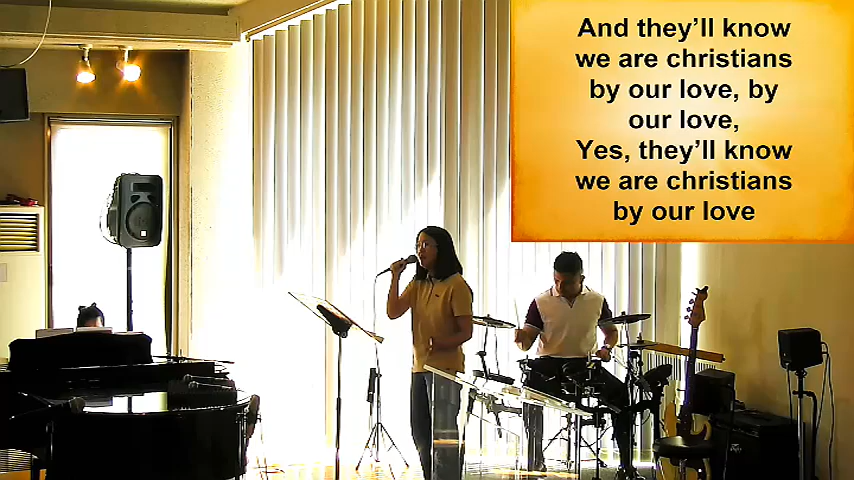 And they’ll know
we are christians
by our love, by
our love,
Yes, they’ll know
we are christians
by our love